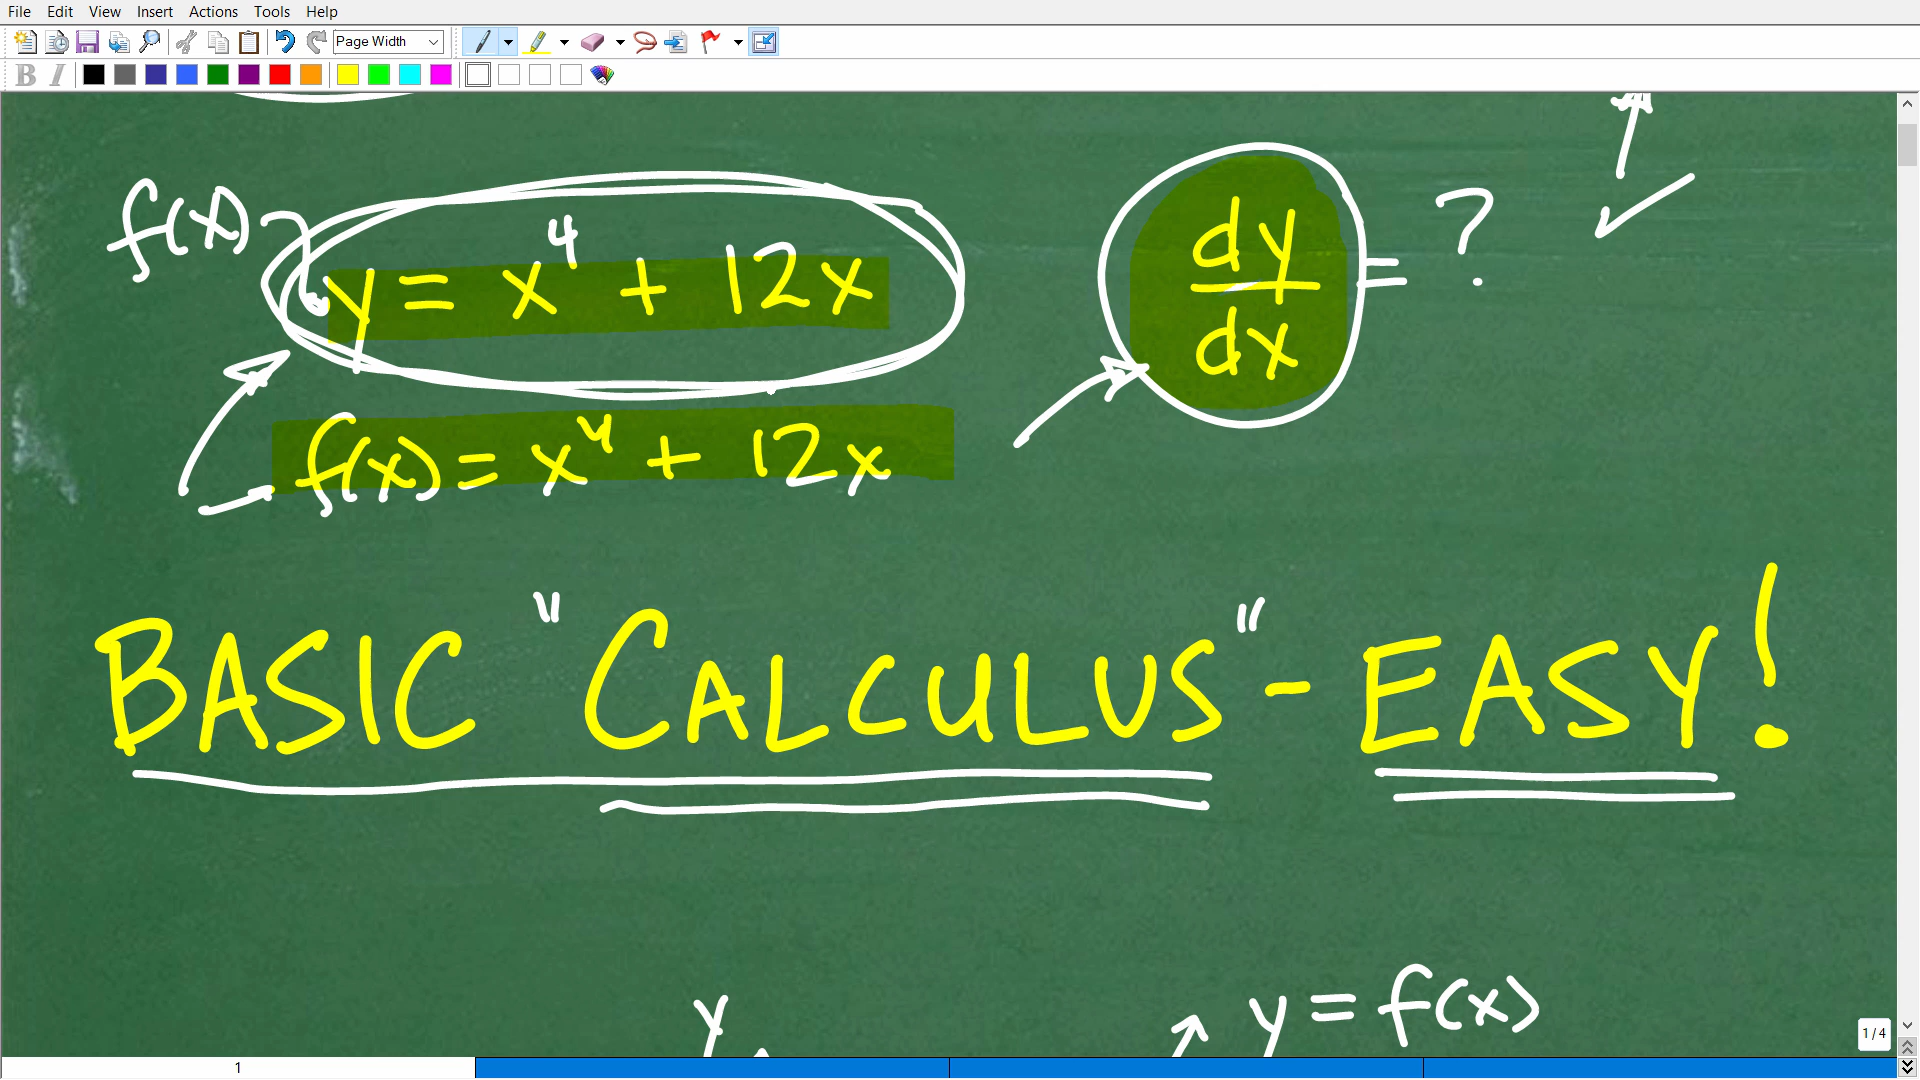 File Edit View Insert Actions Tools Help
Page Width
B I
f(x)
y = x⁴ + 12x
dy/dx = ?
f(x) = x⁴ + 12x
BASIC "CALCULUS" - EASY!
y
y = f(x)
1 / 4
1